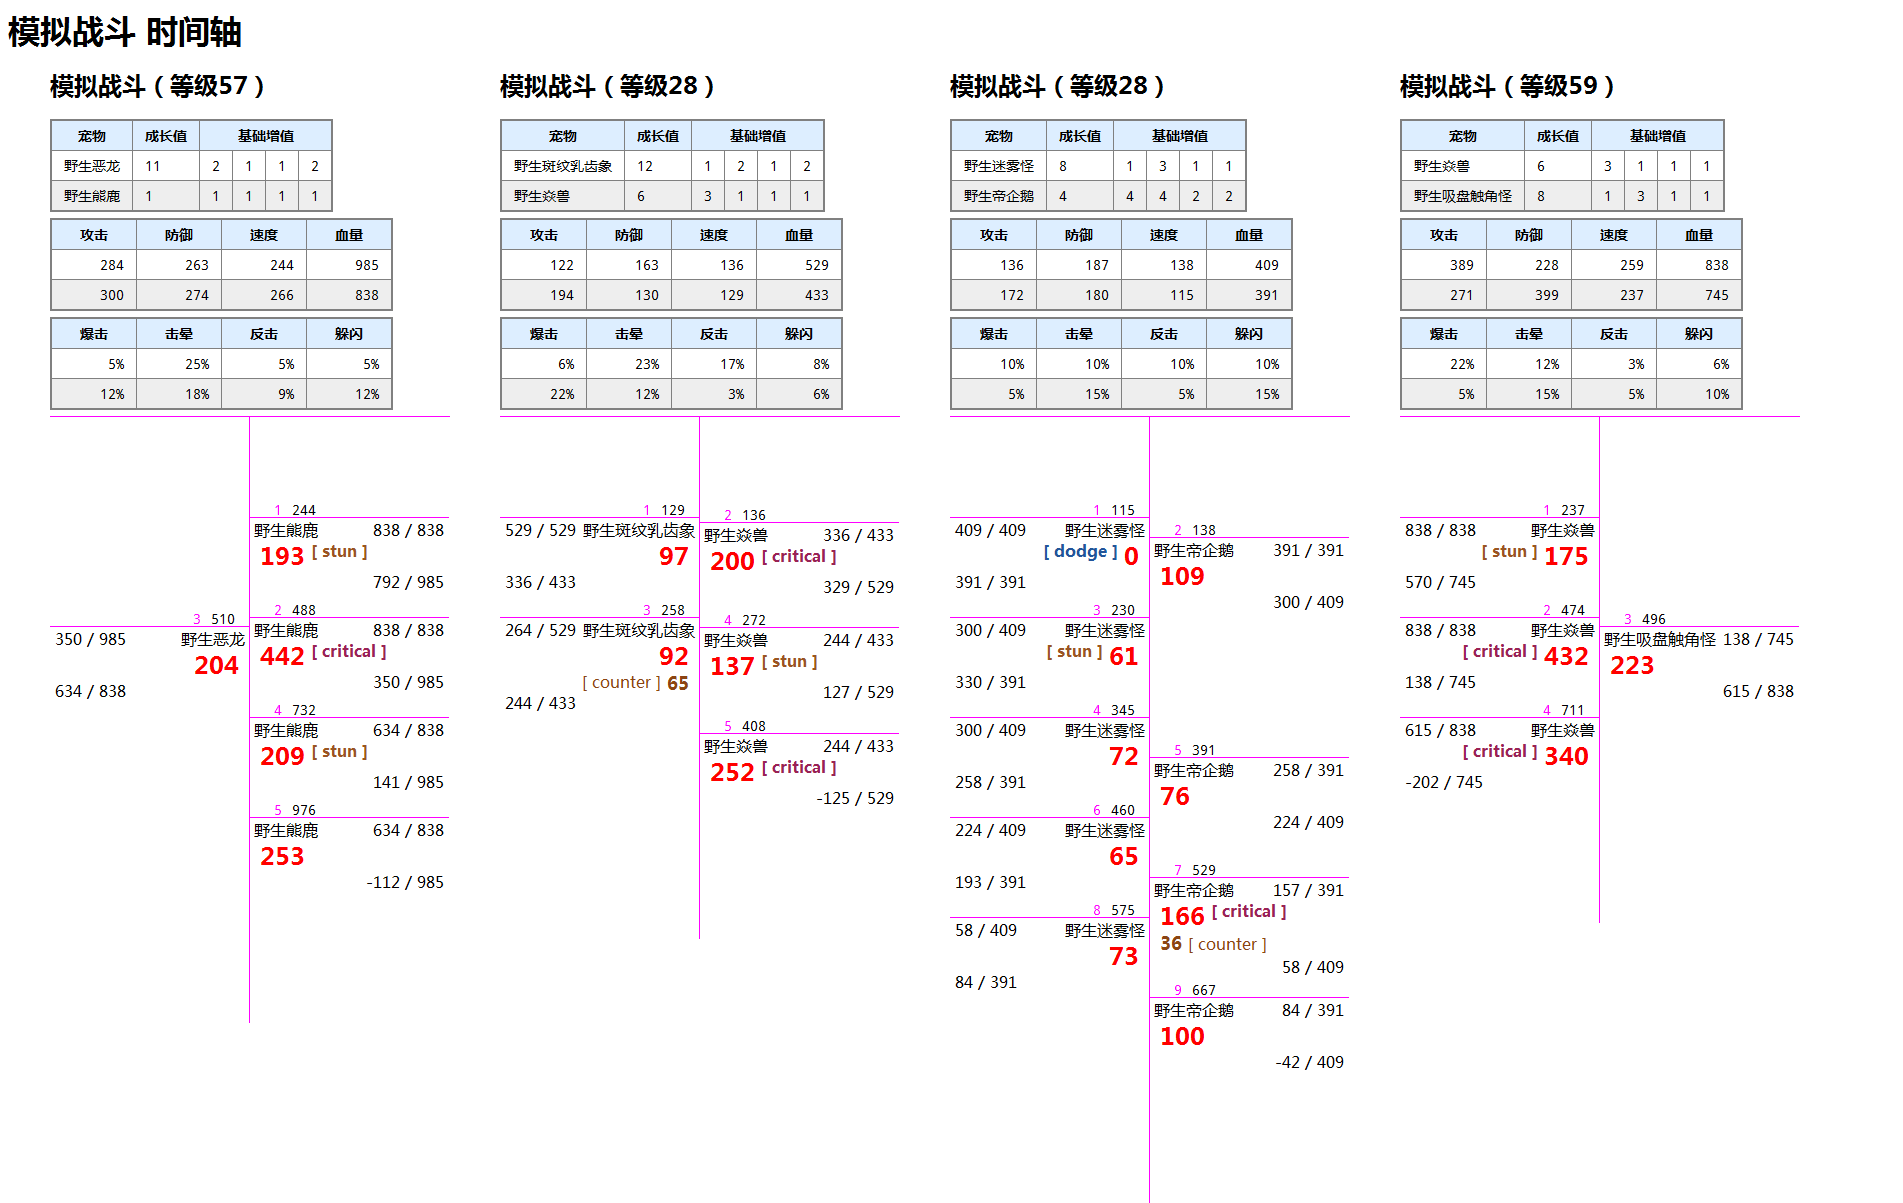 模拟战斗 时间轴
模拟战斗（等级57）
宠物 成长值 基础增值
野生恶龙 11 2 1 1 2
野生熊鹿 1 1 1 1 1
攻击 防御 速度 血量
284 263 244 985
300 274 266 838
爆击 击晕 反击 躲闪
5% 25% 5% 5%
12% 18% 9% 12%
1 244
野生熊鹿 838 / 838
193 [ stun ]
792 / 985
2 488
3 510
野生熊鹿 838 / 838
350 / 985 野生恶龙
442 [ critical ]
204
350 / 985
634 / 838
4 732
野生熊鹿 634 / 838
209 [ stun ]
141 / 985
5 976
野生熊鹿 634 / 838
253
-112 / 985
模拟战斗（等级28）
宠物 成长值 基础增值
野生斑纹乳齿象 12 1 2 1 2
野生焱兽 6 3 1 1 1
攻击 防御 速度 血量
122 163 136 529
194 130 129 433
爆击 击晕 反击 躲闪
6% 23% 17% 8%
22% 12% 3% 6%
1 129
2 136
529 / 529 野生斑纹乳齿象
野生焱兽 336 / 433
97
200 [ critical ]
336 / 433
329 / 529
3 258
4 272
264 / 529 野生斑纹乳齿象
野生焱兽 244 / 433
92
137 [ stun ]
[ counter ] 65
127 / 529
244 / 433
5 408
野生焱兽 244 / 433
252 [ critical ]
-125 / 529
模拟战斗（等级28）
宠物 成长值 基础增值
野生迷雾怪 8 1 3 1 1
野生帝企鹅 4 4 4 2 2
攻击 防御 速度 血量
136 187 138 409
172 180 115 391
爆击 击晕 反击 躲闪
10% 10% 10% 10%
5% 15% 5% 15%
1 115
409 / 409 野生迷雾怪
2 138
[ dodge ] 0
野生帝企鹅 391 / 391
109
391 / 391
300 / 409
3 230
300 / 409 野生迷雾怪
[ stun ] 61
330 / 391
4 345
300 / 409 野生迷雾怪
5 391
72
野生帝企鹅 258 / 391
258 / 391
76
6 460
224 / 409
224 / 409 野生迷雾怪
65
7 529
193 / 391
野生帝企鹅 157 / 391
8 575
166 [ critical ]
58 / 409 野生迷雾怪
36 [ counter ]
73
58 / 409
84 / 391
9 667
野生帝企鹅 84 / 391
100
-42 / 409
模拟战斗（等级59）
宠物 成长值 基础增值
野生焱兽 6 3 1 1 1
野生吸盘触角怪 8 1 3 1 1
攻击 防御 速度 血量
389 228 259 838
271 399 237 745
爆击 击晕 反击 躲闪
22% 12% 3% 6%
5% 15% 5% 10%
1 237
838 / 838 野生焱兽
[ stun ] 175
570 / 745
2 474
3 496
838 / 838 野生焱兽
野生吸盘触角怪 138 / 745
[ critical ] 432
223
138 / 745
615 / 838
4 711
615 / 838 野生焱兽
[ critical ] 340
-202 / 745